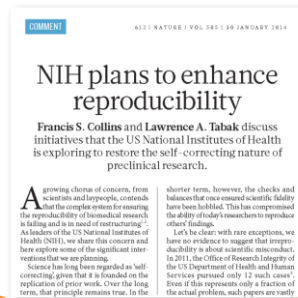 COMMENT
612 | NATURE | VOL 505 | 30 JANUARY 2014
NIH plans to enhance
reproducibility
Francis S. Collins and Lawrence A. Tabak discuss
initiatives that the US National Institutes of Health
is exploring to restore the self-correcting nature of
preclinical research.
A growing chorus of concern, from
scientists and laypeople, contends
that the complex system for ensuring
the reproducibility of biomedical research
is failing and is in need of restructuring¹,².
As leaders of the US National Institutes of
Health (NIH), we share this concern and
here explore some of the significant inter-
ventions that we are planning.
Science has long been regarded as 'self-
correcting', given that it is founded on the
replication of prior work. Over the long
term, that principle remains true. In the
shorter term, however, the checks and
balances that once ensured scientific fidelity
have been hobbled. This has compromised
the ability of today's researchers to reproduce
others' findings.
Let's be clear: with rare exceptions, we
have no evidence to suggest that irrepro-
ducibility is about scientific misconduct.
In 2011, the Office of Research Integrity of
the US Department of Health and Human
Services pursued only 12 such cases³.
Even if this represents only a fraction of
the actual problem, such papers are vastly